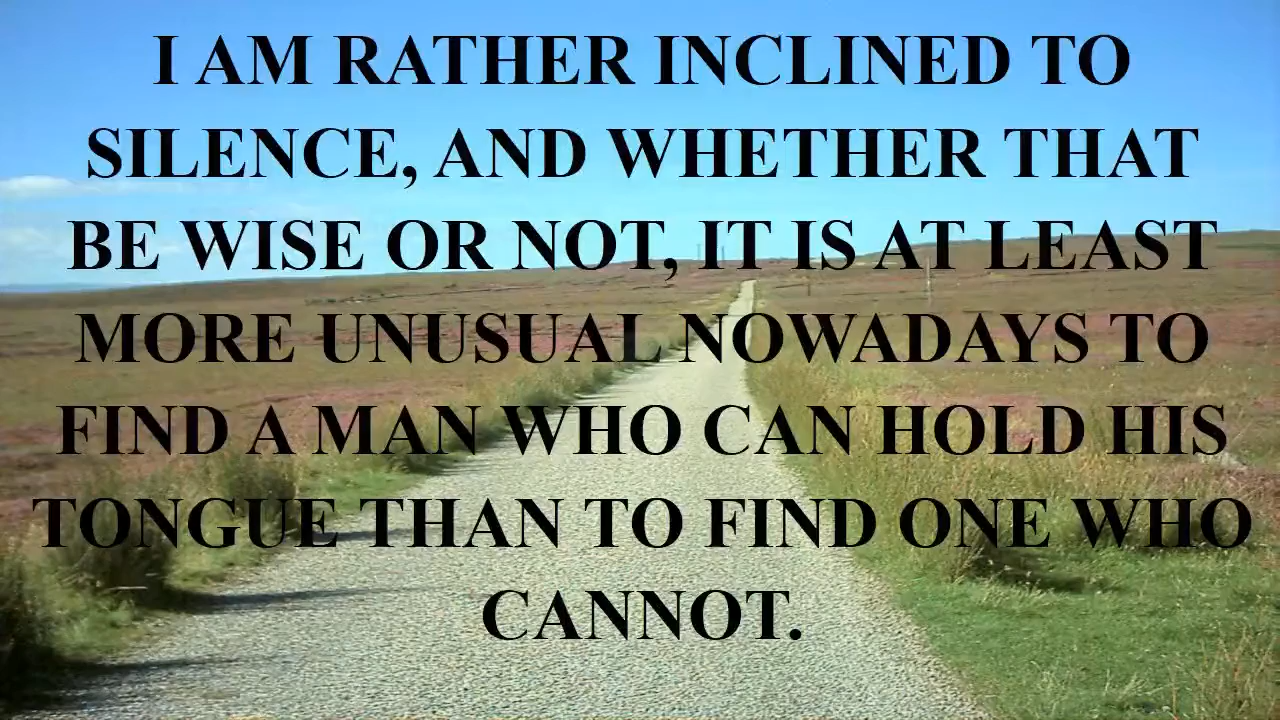 I AM RATHER INCLINED TO
SILENCE, AND WHETHER THAT
BE WISE OR NOT, IT IS AT LEAST
MORE UNUSUAL NOWADAYS TO
FIND A MAN WHO CAN HOLD HIS
TONGUE THAN TO FIND ONE WHO
CANNOT.